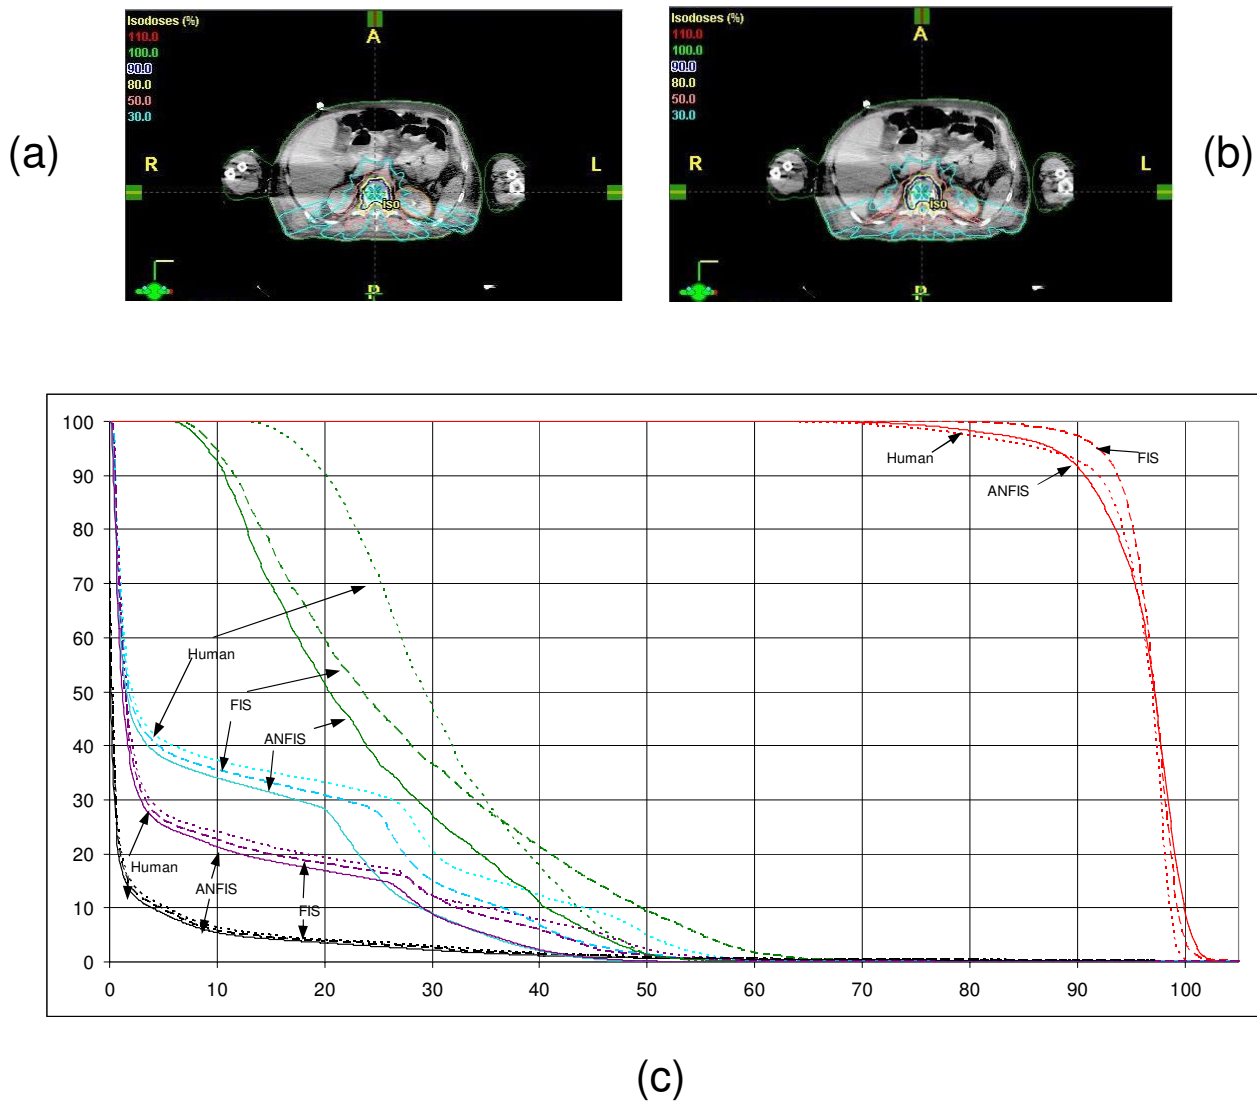 (a)
Isodoses (%)
110.0
100.0
90.0
80.0
50.0
30.0
A
R
L
iso
P
Isodoses (%)
110.0
100.0
90.0
80.0
50.0
30.0
A
R
L
iso
P
(b)
100
90
80
70
60
50
40
30
20
10
0
0 10 20 30 40 50 60 70 80 90 100
Human
FIS
ANFIS
Human
FIS
ANFIS
Human
ANFIS
FIS
(c)